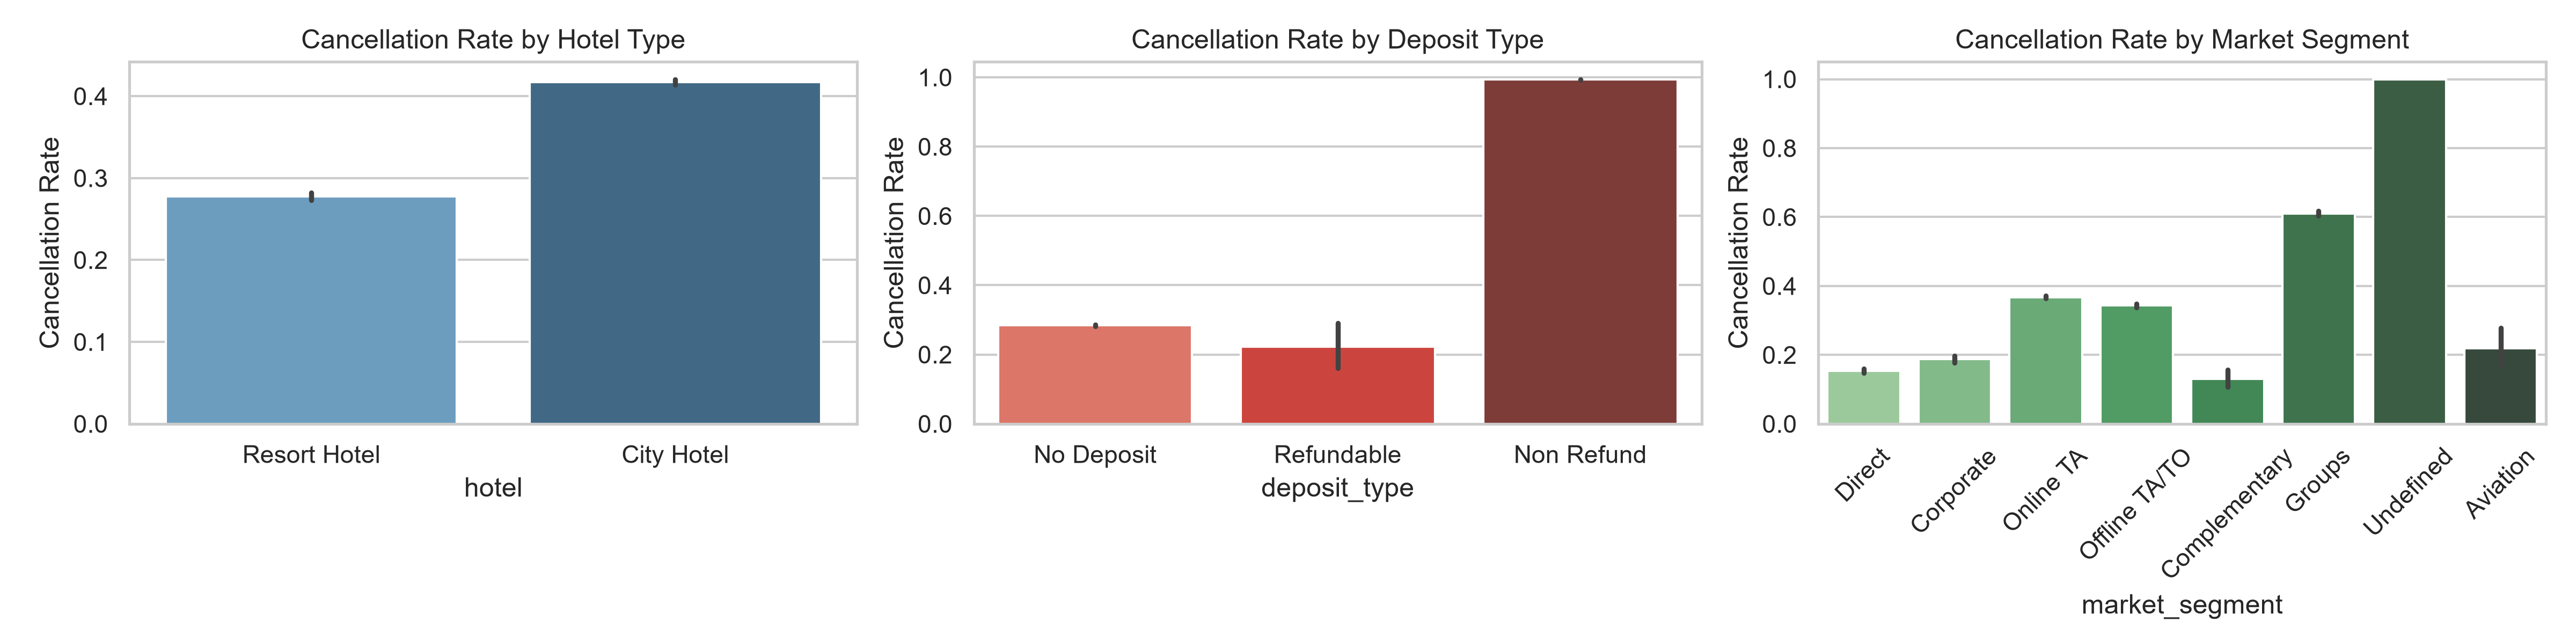 Cancellation Rate by Hotel Type
Cancellation Rate
0.4
0.3
0.2
0.1
0.0
Resort Hotel
City Hotel
hotel
Cancellation Rate by Deposit Type
Cancellation Rate
1.0
0.8
0.6
0.4
0.2
0.0
No Deposit
Refundable
Non Refund
deposit_type
Cancellation Rate by Market Segment
Cancellation Rate
1.0
0.8
0.6
0.4
0.2
0.0
Direct
Corporate
Online TA
Offline TA/TO
Complementary
Groups
Undefined
Aviation
market_segment